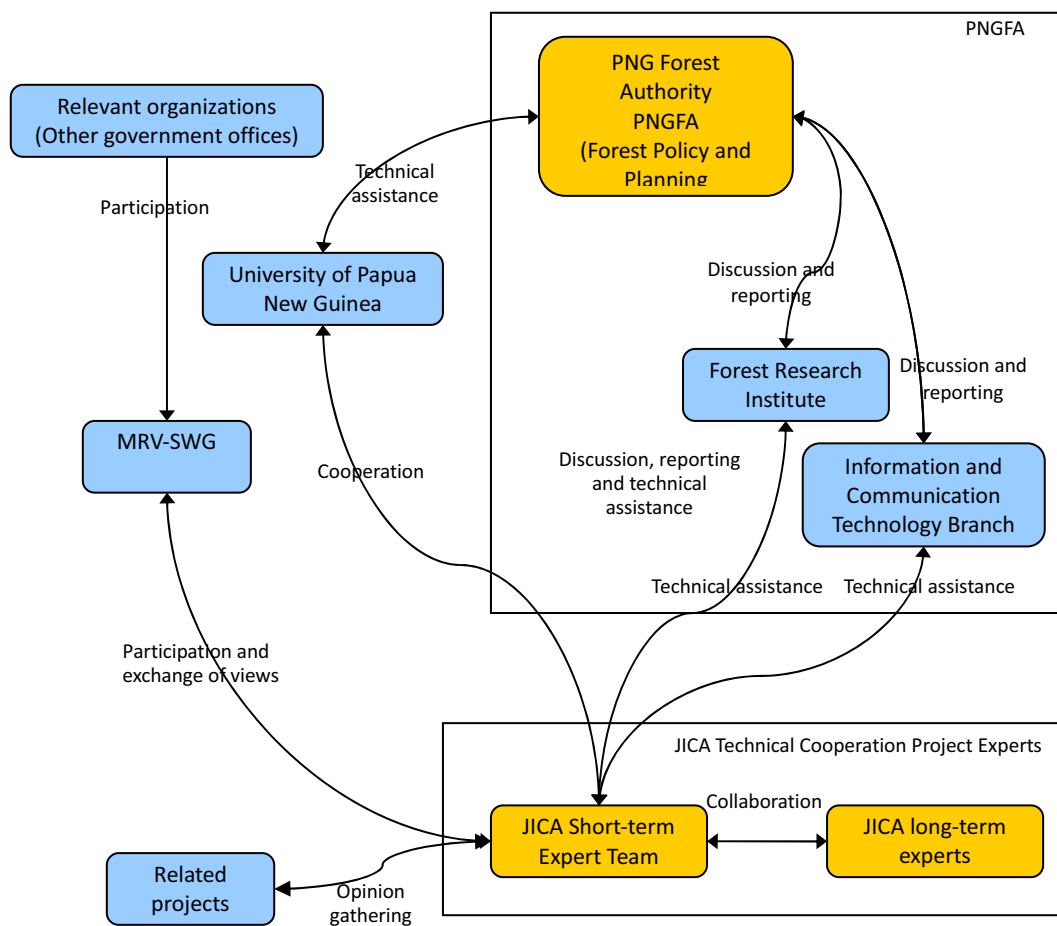 PNGFA
PNG Forest
Authority
PNGFA
(Forest Policy and
Planning
Relevant organizations
(Other government offices)
Technical
assistance
Participation
University of Papua
New Guinea
Discussion and
reporting
Forest Research
Institute
Discussion and
reporting
MRV-SWG
Cooperation
Discussion, reporting
and technical
assistance
Information and
Communication
Technology Branch
Technical assistance
Technical assistance
Participation and
exchange of views
JICA Technical Cooperation Project Experts
Collaboration
JICA Short-term
Expert Team
JICA long-term
experts
Related
projects
Opinion
gathering